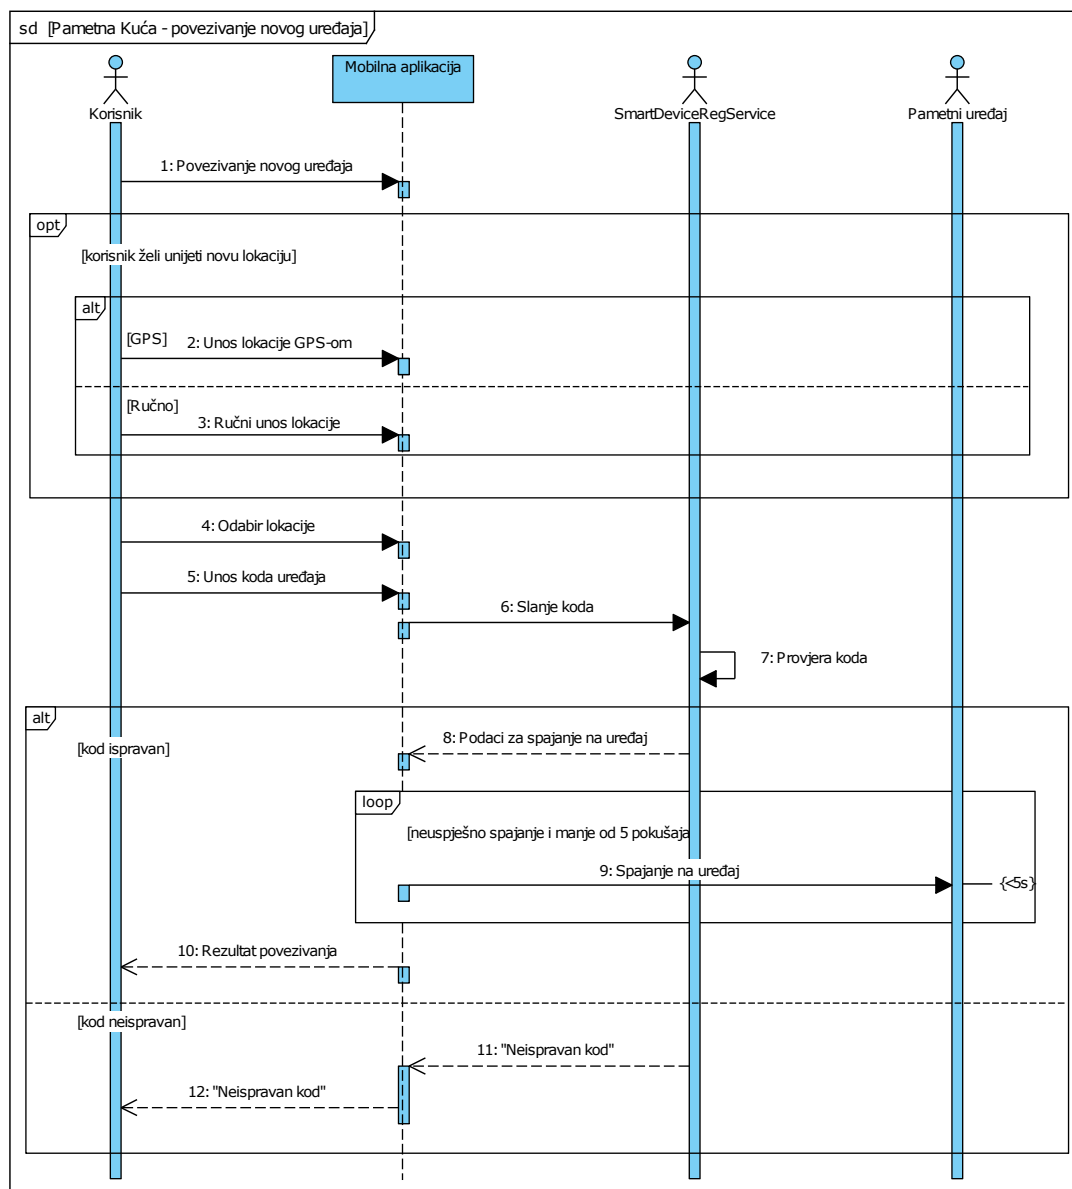 sd [Pametna Kuća - povezivanje novog uređaja]
Korisnik
Mobilna aplikacija
SmartDeviceRegService
Pametni uređaj
1: Povezivanje novog uređaja
opt
[korisnik želi unijeti novu lokaciju]
alt
[GPS]
2: Unos lokacije GPS-om
[Ručno]
3: Ručni unos lokacije
4: Odabir lokacije
5: Unos koda uređaja
6: Slanje koda
7: Provjera koda
alt
[kod ispravan]
8: Podaci za spajanje na uređaj
loop
[neuspješno spajanje i manje od 5 pokušaja
9: Spajanje na uređaj
{<5s}
10: Rezultat povezivanja
[kod neispravan]
11: "Neispravan kod"
12: "Neispravan kod"